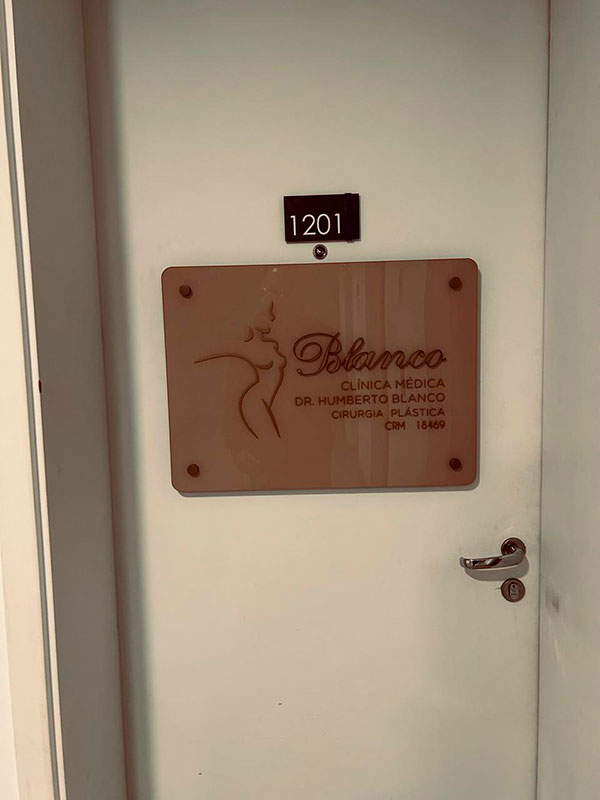 1201
Blanco
CLÍNICA MÉDICA
DR. HUMBERTO BLANCO
CIRURGIA PLÁSTICA
CRM 18469